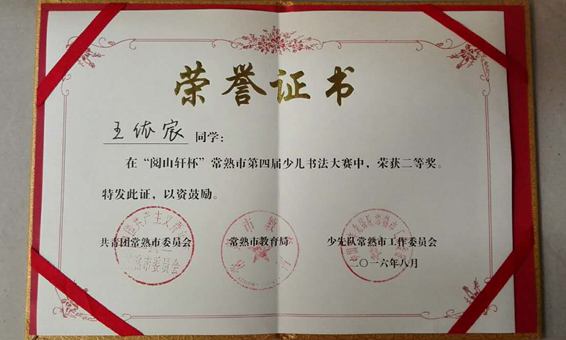 荣誉证书
王依宸 同学：
在“阅山轩杯”常熟市第四届少儿书法大赛中，荣获二等奖。
特发此证，以资鼓励。
共青团常熟市委员会 常熟市教育局 少先队常熟市工作委员会
二〇一六年八月